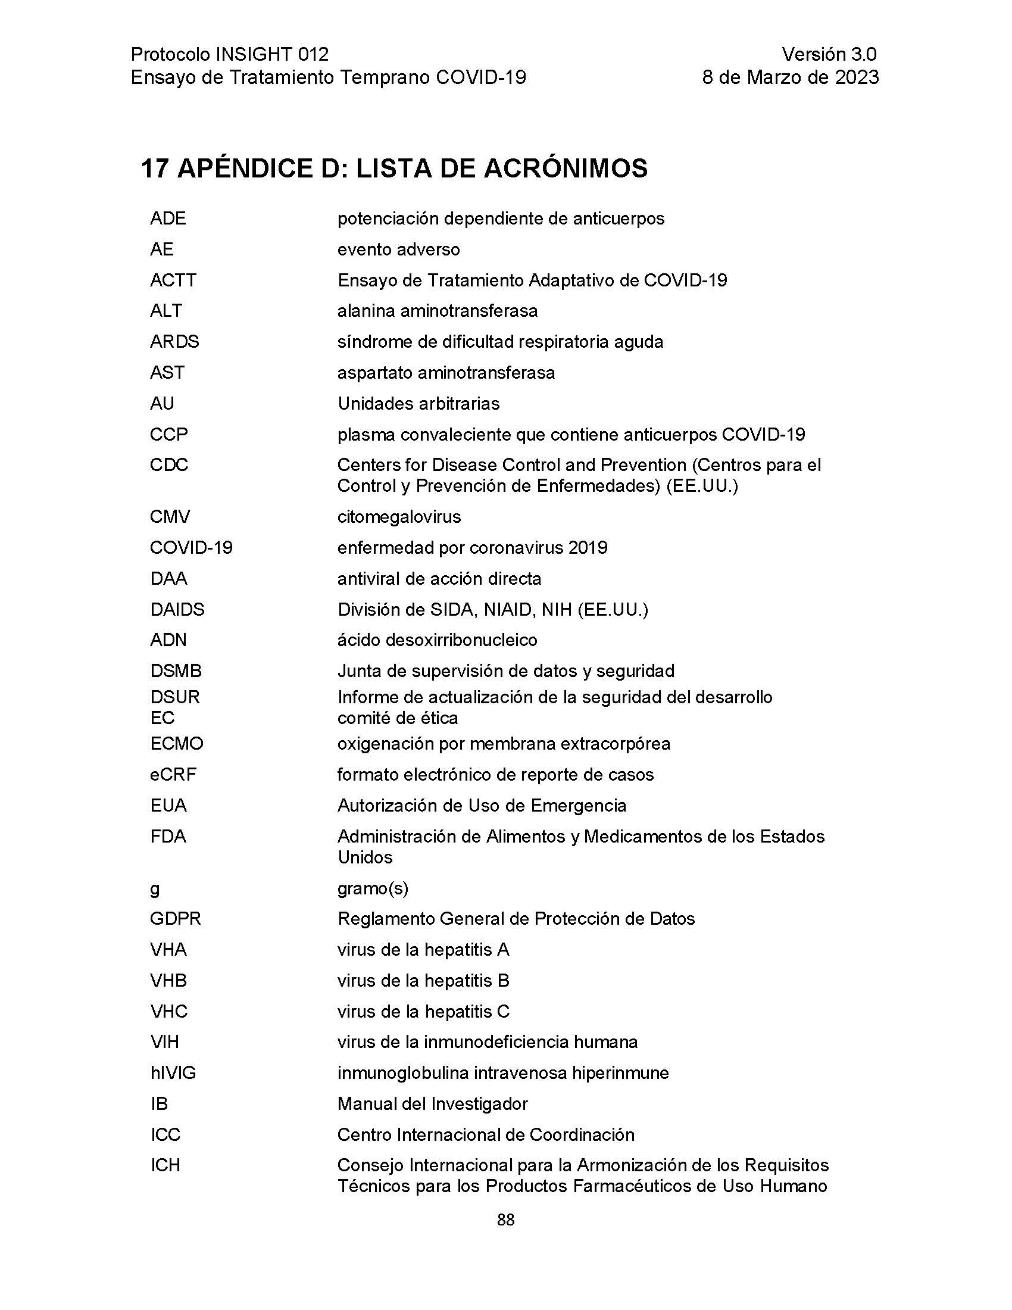 Protocolo INSIGHT 012 Versión 3.0
Ensayo de Tratamiento Temprano COVID-19 8 de Marzo de 2023
17 APÉNDICE D: LISTA DE ACRÓNIMOS
ADE potenciación dependiente de anticuerpos
AE evento adverso
ACTT Ensayo de Tratamiento Adaptativo de COVID-19
ALT alanina aminotransferasa
ARDS síndrome de dificultad respiratoria aguda
AST aspartato aminotransferasa
AU Unidades arbitrarias
CCP plasma convaleciente que contiene anticuerpos COVID-19
CDC Centers for Disease Control and Prevention (Centros para el
Control y Prevención de Enfermedades) (EE.UU.)
CMV citomegalovirus
COVID-19 enfermedad por coronavirus 2019
DAA antiviral de acción directa
DAIDS División de SIDA, NIAID, NIH (EE.UU.)
ADN ácido desoxirribonucleico
DSMB Junta de supervisión de datos y seguridad
DSUR Informe de actualización de la seguridad del desarrollo
EC comité de ética
ECMO oxigenación por membrana extracorpórea
eCRF formato electrónico de reporte de casos
EUA Autorización de Uso de Emergencia
FDA Administración de Alimentos y Medicamentos de los Estados
Unidos
g gramo(s)
GDPR Reglamento General de Protección de Datos
VHA virus de la hepatitis A
VHB virus de la hepatitis B
VHC virus de la hepatitis C
VIH virus de la inmunodeficiencia humana
hIVIG inmunoglobulina intravenosa hiperinmune
IB Manual del Investigador
ICC Centro Internacional de Coordinación
ICH Consejo Internacional para la Armonización de los Requisitos
Técnicos para los Productos Farmacéuticos de Uso Humano
88